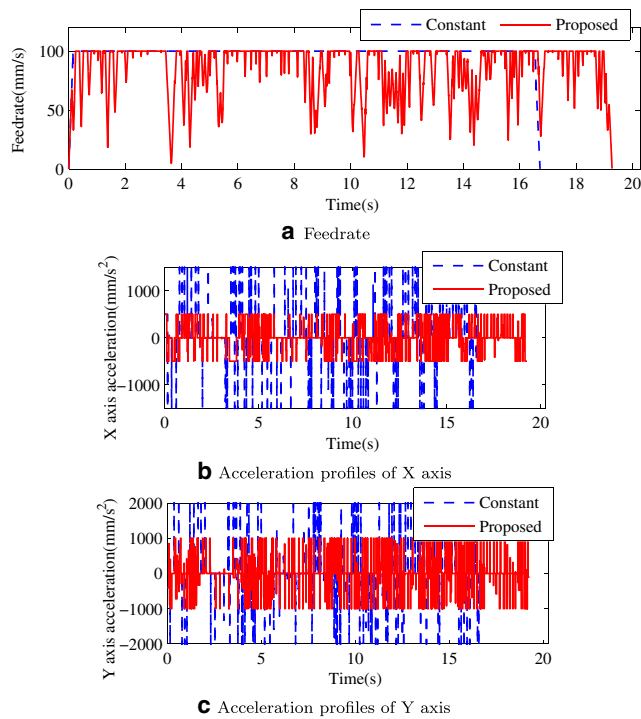 Constant Proposed
Feedrate(mm/s)
100
50
0
0 2 4 6 8 10 12 14 16 18 20
Time(s)
a Feedrate
Constant
Proposed
X axis acceleration(mm/s²)
1000
0
−1000
0 5 10 15 20
Time(s)
b Acceleration profiles of X axis
Constant
Proposed
Y axis acceleration(mm/s²)
2000
1000
0
−1000
−2000
0 5 10 15 20
Time(s)
c Acceleration profiles of Y axis